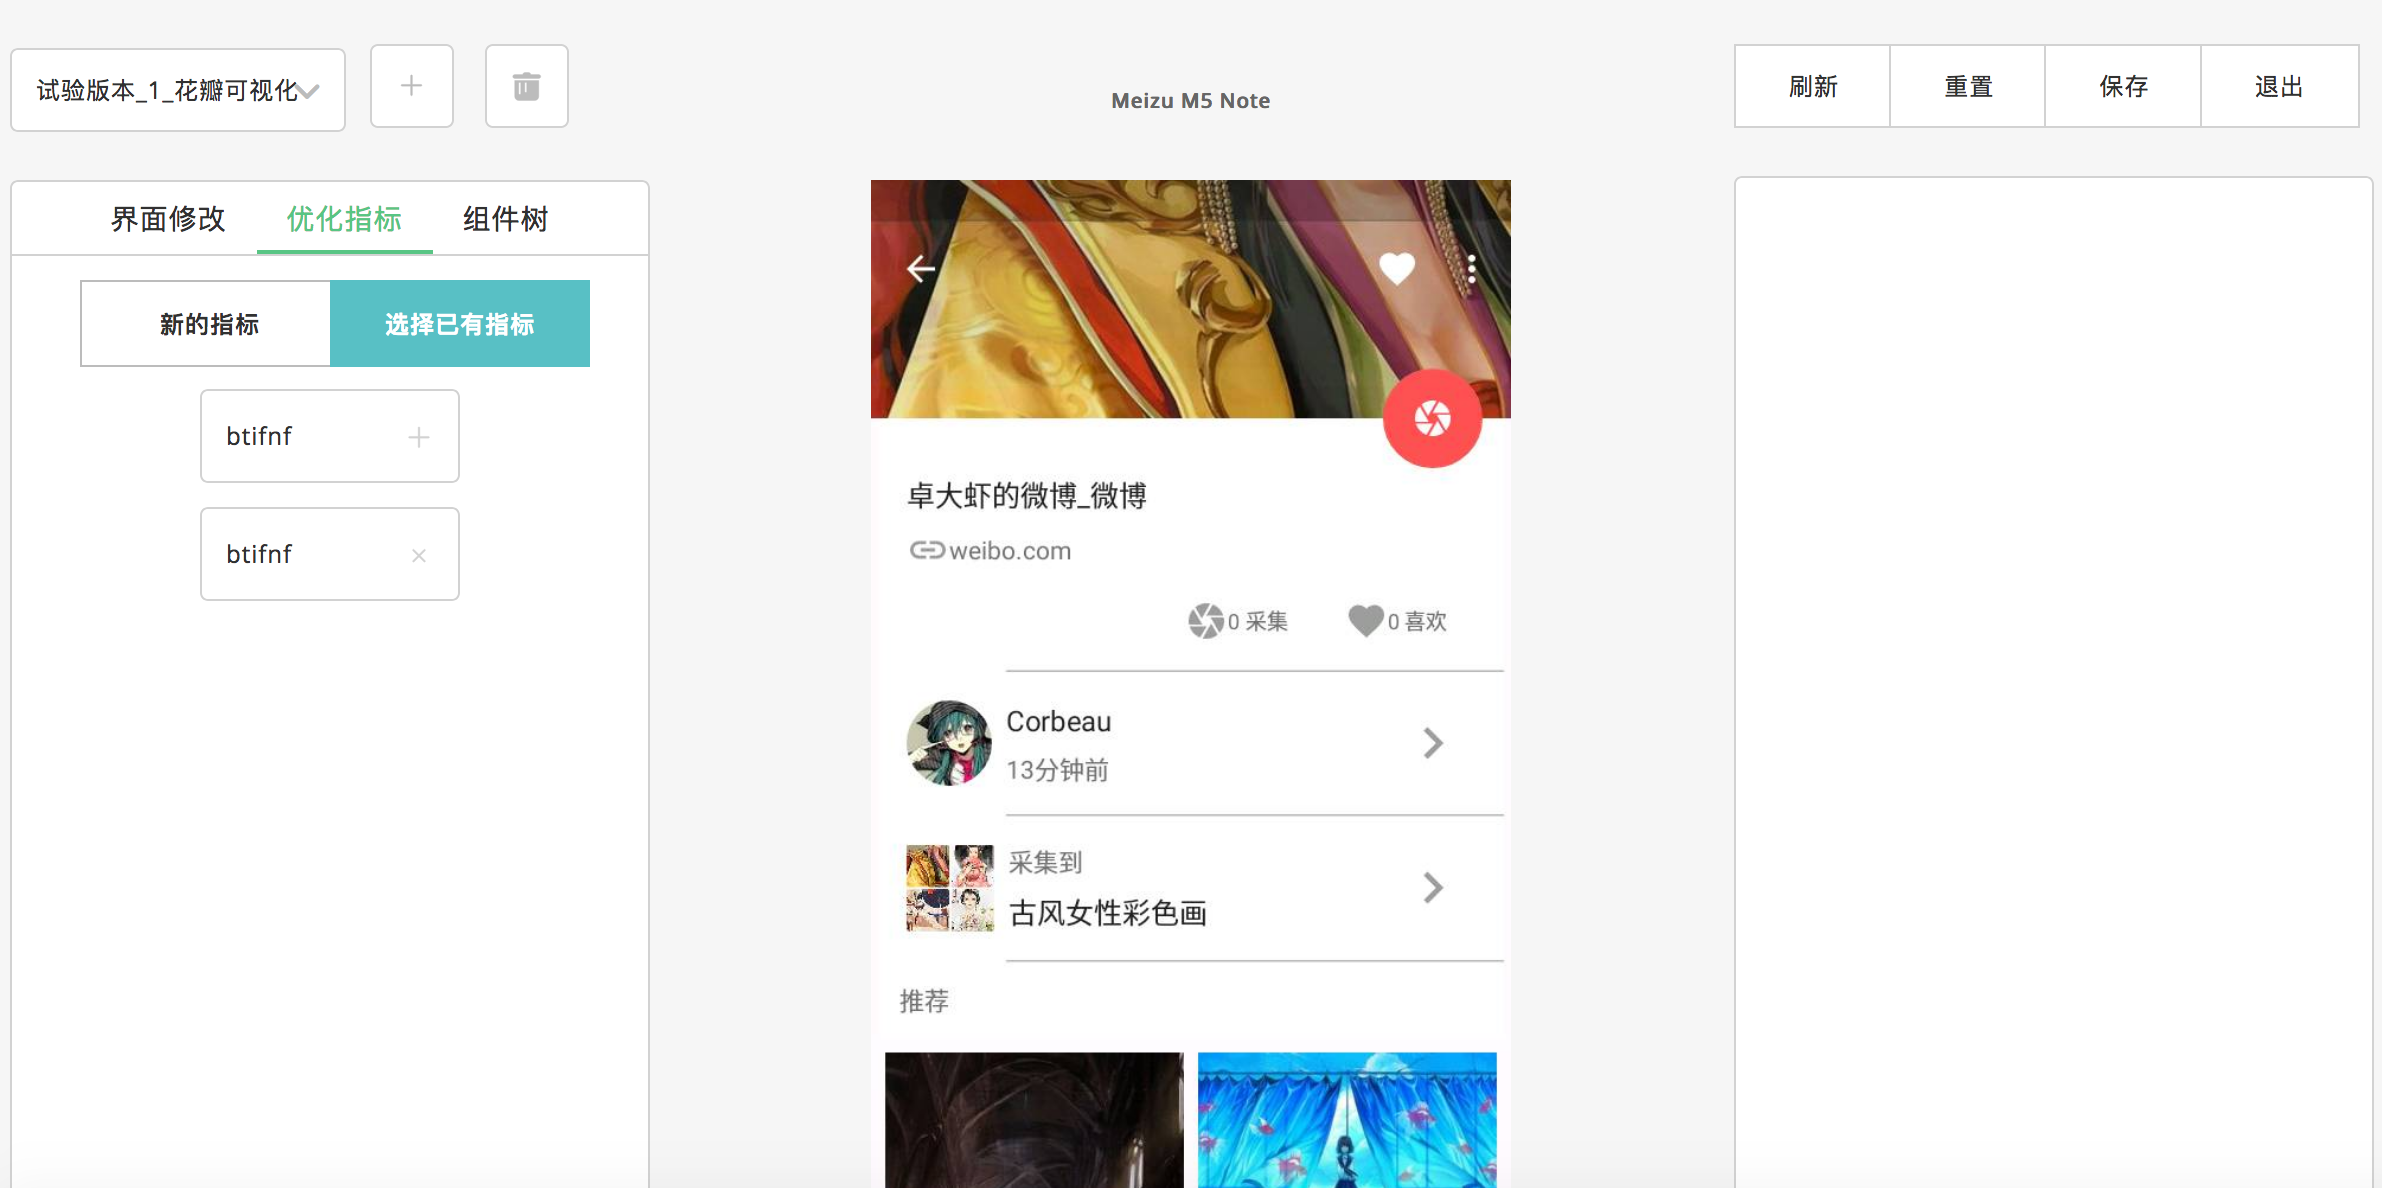 试验版本_1_花瓣可视化
Meizu M5 Note
刷新 重置 保存 退出
界面修改 优化指标 组件树
新的指标 选择已有指标
btifnf
btifnf
卓大虾的微博_微博
weibo.com
0 采集 0 喜欢
Corbeau
13分钟前
采集到
古风女性彩色画
推荐